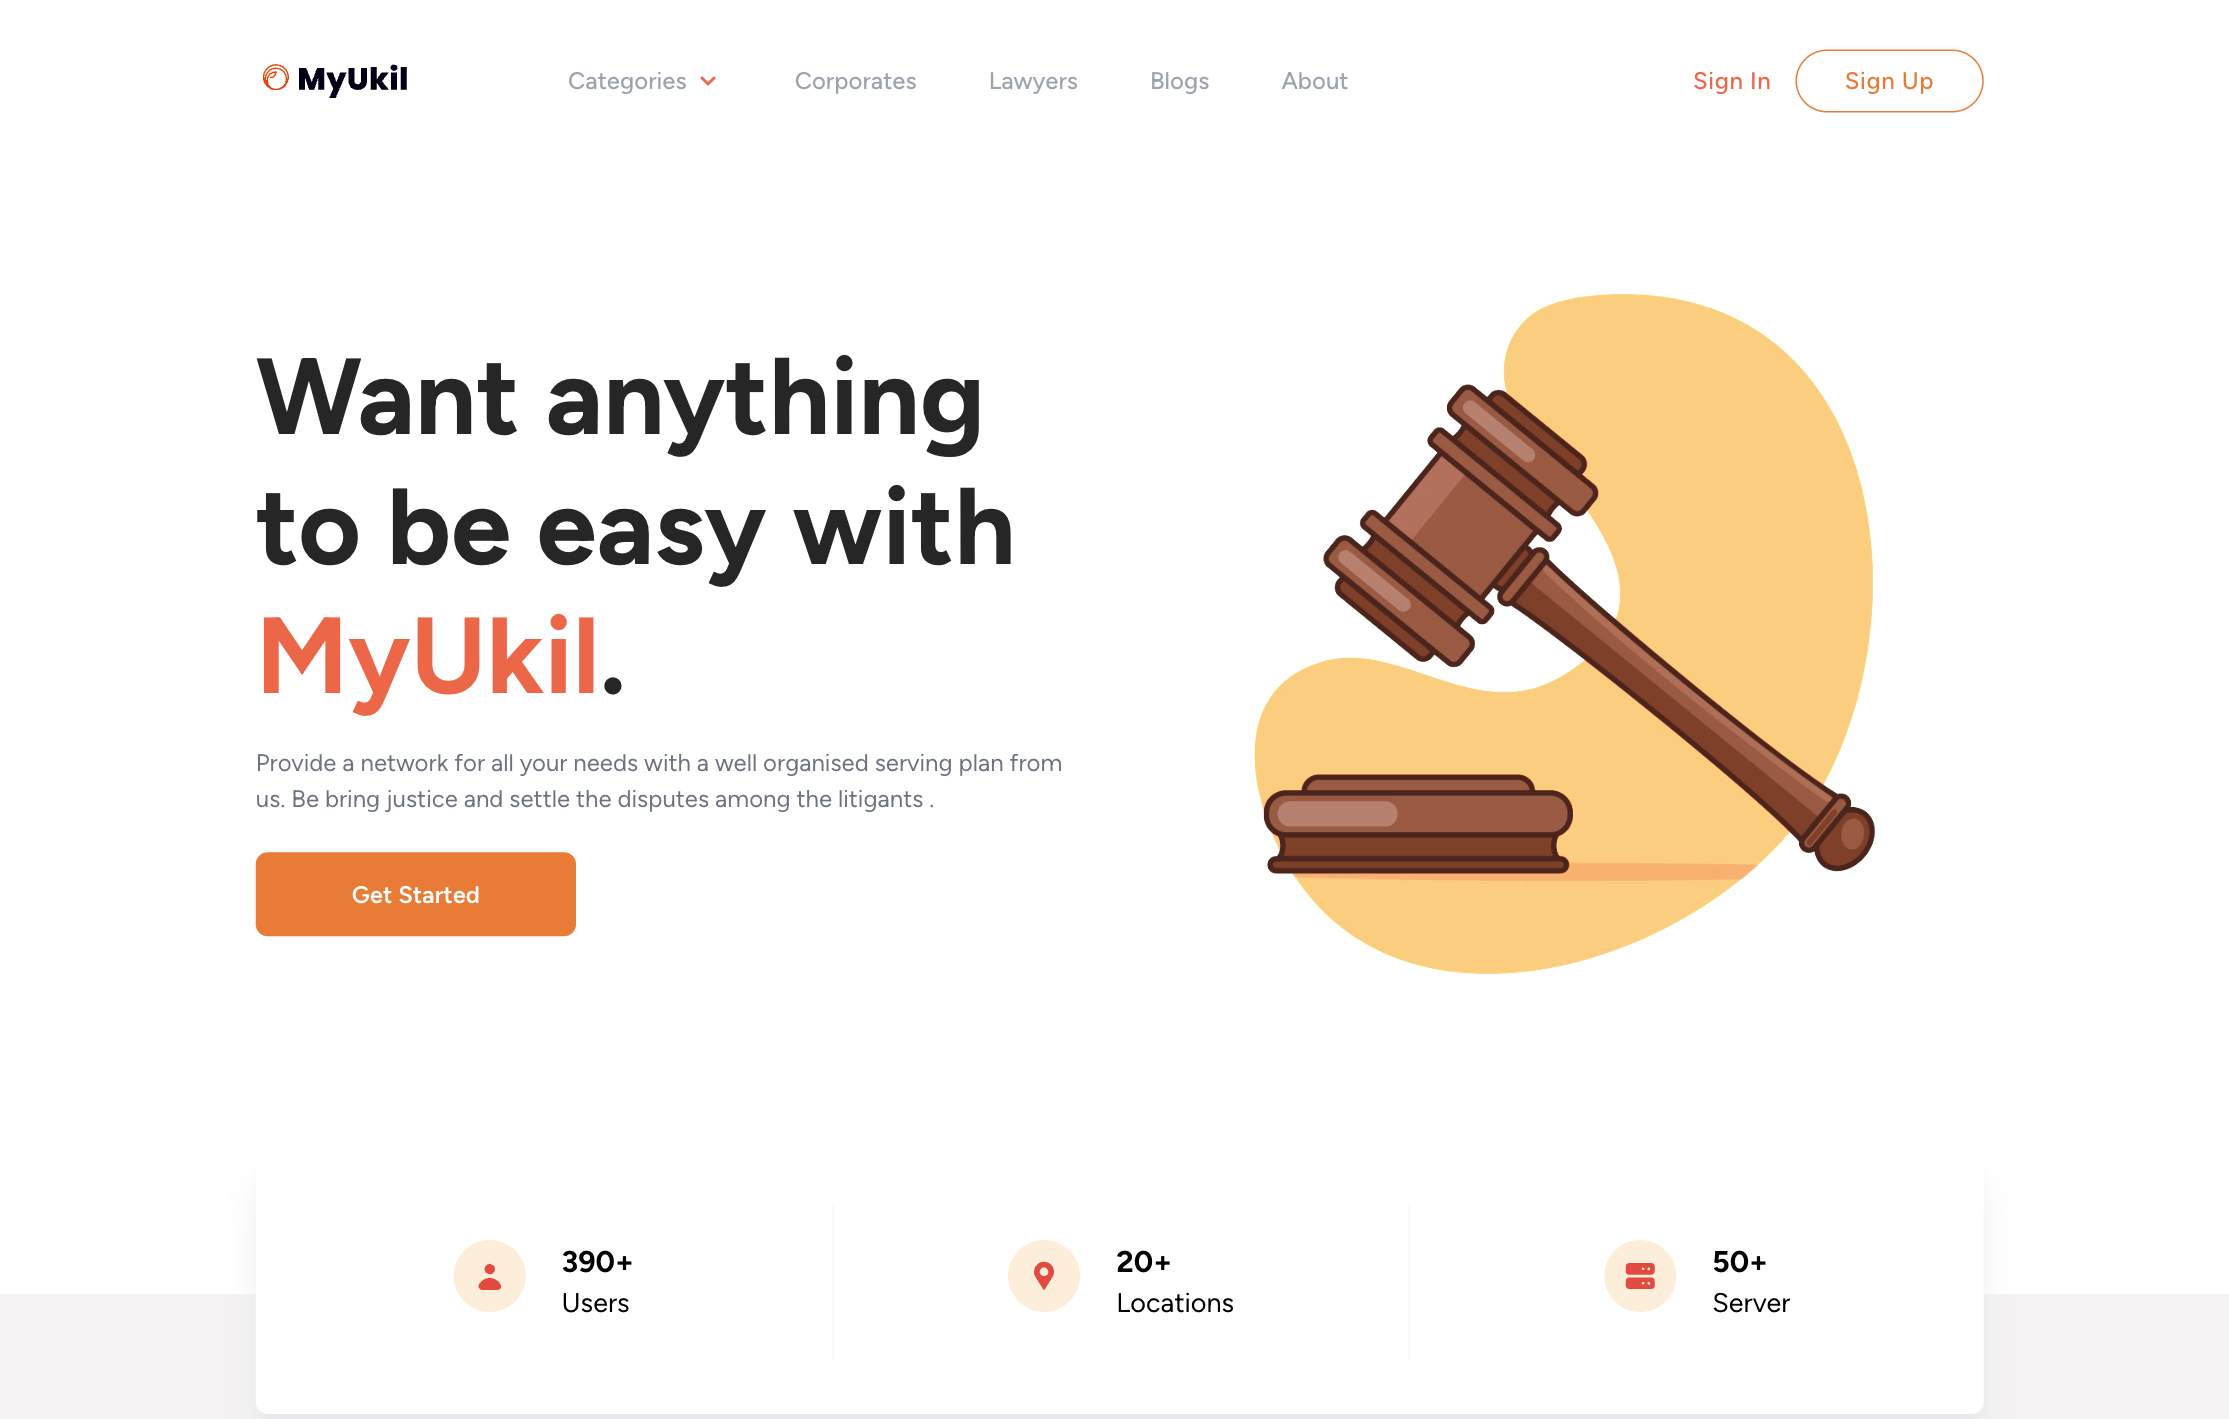 MyUkil
Categories
Corporates
Lawyers
Blogs
About
Sign In
Sign Up
Want anything
to be easy with
MyUkil.
Provide a network for all your needs with a well organised serving plan from
us. Be bring justice and settle the disputes among the litigants .
Get Started
390+
Users
20+
Locations
50+
Server